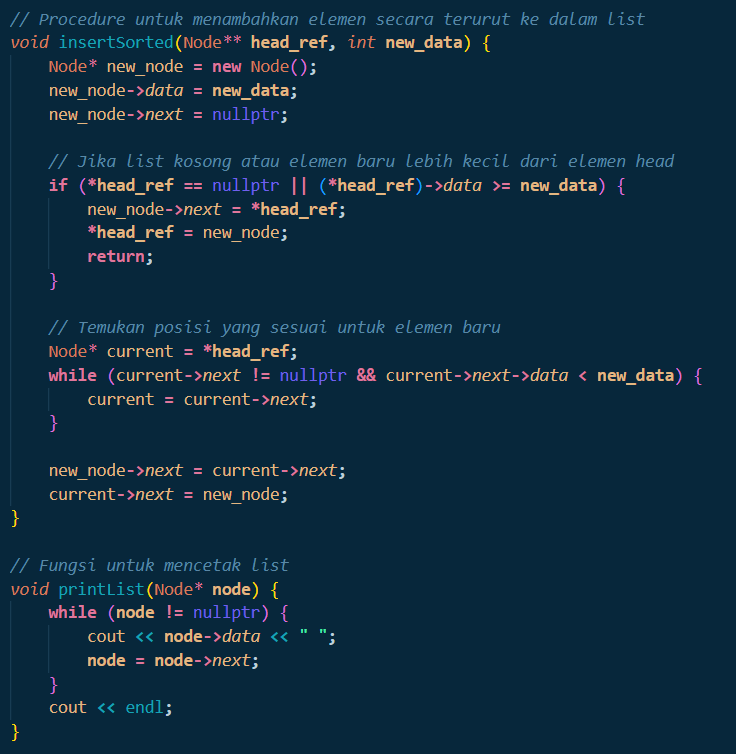 // Procedure untuk menambahkan elemen secara terurut ke dalam list
void insertSorted(Node** head_ref, int new_data) {
    Node* new_node = new Node();
    new_node->data = new_data;
    new_node->next = nullptr;

    // Jika list kosong atau elemen baru lebih kecil dari elemen head
    if (*head_ref == nullptr || (*head_ref)->data >= new_data) {
        new_node->next = *head_ref;
        *head_ref = new_node;
        return;
    }

    // Temukan posisi yang sesuai untuk elemen baru
    Node* current = *head_ref;
    while (current->next != nullptr && current->next->data < new_data) {
        current = current->next;
    }

    new_node->next = current->next;
    current->next = new_node;
}

// Fungsi untuk mencetak list
void printList(Node* node) {
    while (node != nullptr) {
        cout << node->data << " ";
        node = node->next;
    }
    cout << endl;
}